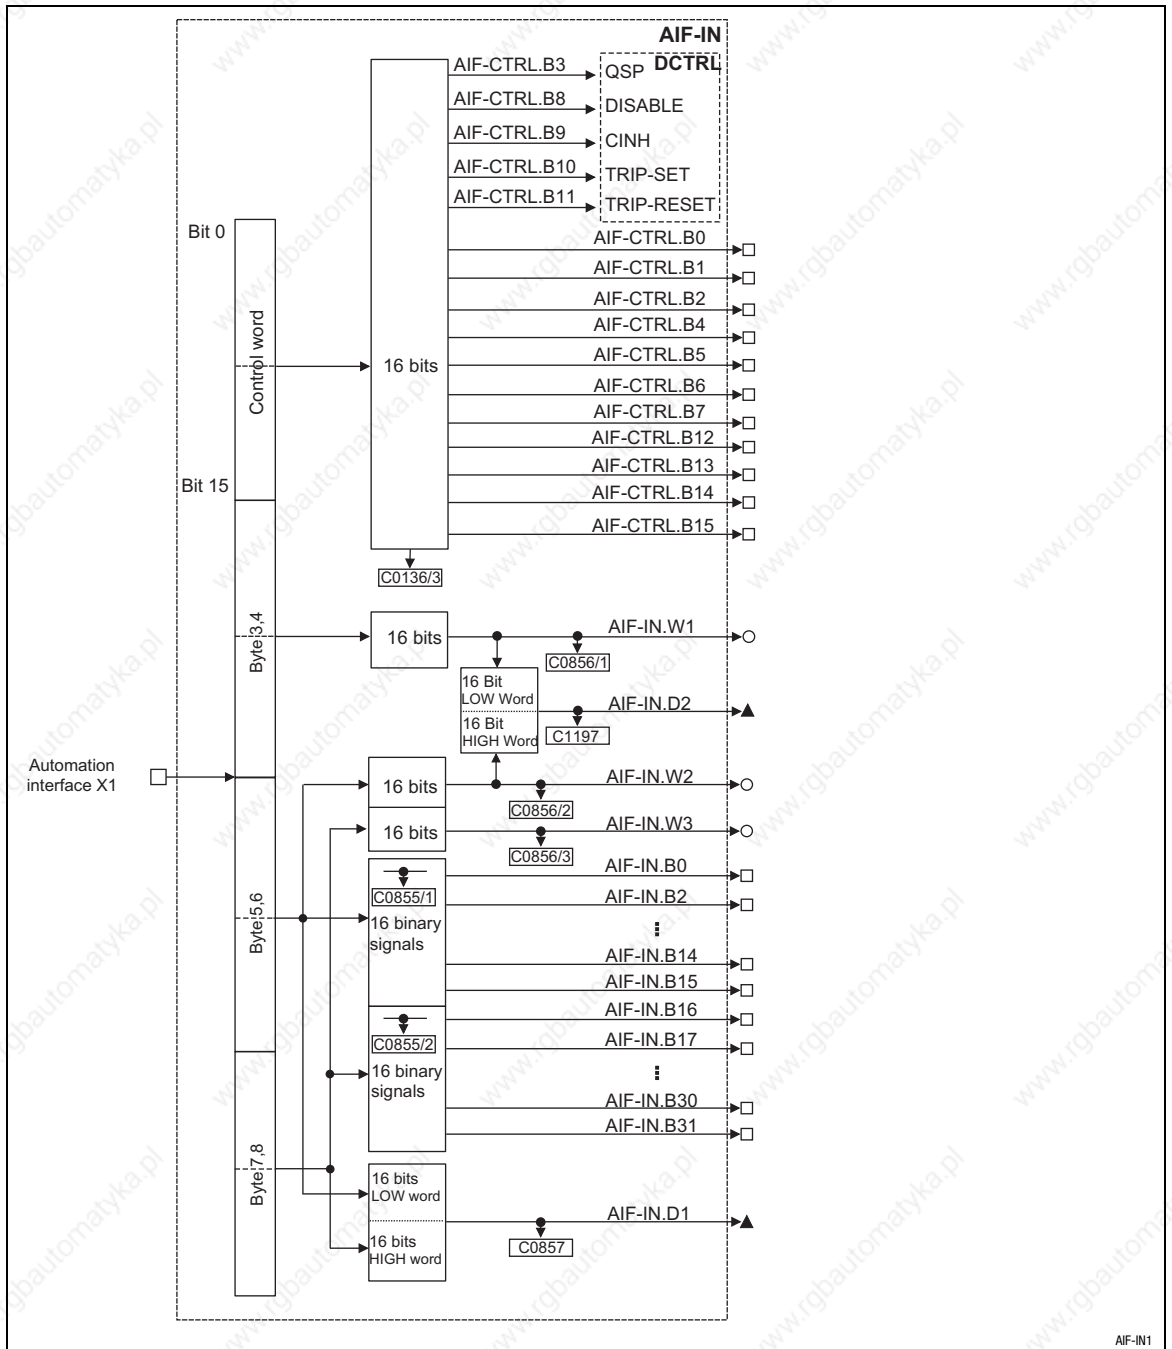 AIF-IN
DCTRL
AIF-CTRL.B3
QSP
AIF-CTRL.B8
DISABLE
AIF-CTRL.B9
CINH
AIF-CTRL.B10
TRIP-SET
AIF-CTRL.B11
TRIP-RESET
Bit 0
AIF-CTRL.B0
AIF-CTRL.B1
AIF-CTRL.B2
AIF-CTRL.B4
Control word
16 bits
AIF-CTRL.B5
AIF-CTRL.B6
AIF-CTRL.B7
AIF-CTRL.B12
AIF-CTRL.B13
Bit 15
AIF-CTRL.B14
AIF-CTRL.B15
C0136/3
Byte 3,4
16 bits
AIF-IN.W1
C0856/1
16 Bit
LOW Word
AIF-IN.D2
16 Bit
HIGH Word
C1197
Automation
interface X1
16 bits
AIF-IN.W2
C0856/2
16 bits
AIF-IN.W3
C0856/3
AIF-IN.B0
C0855/1
AIF-IN.B2
Byte 5,6
16 binary
signals
AIF-IN.B14
AIF-IN.B15
AIF-IN.B16
C0855/2
AIF-IN.B17
16 binary
signals
AIF-IN.B30
AIF-IN.B31
Byte 7,8
16 bits
LOW word
AIF-IN.D1
16 bits
HIGH word
C0857
AIF-IN1
www.rgbautomatyka.pl